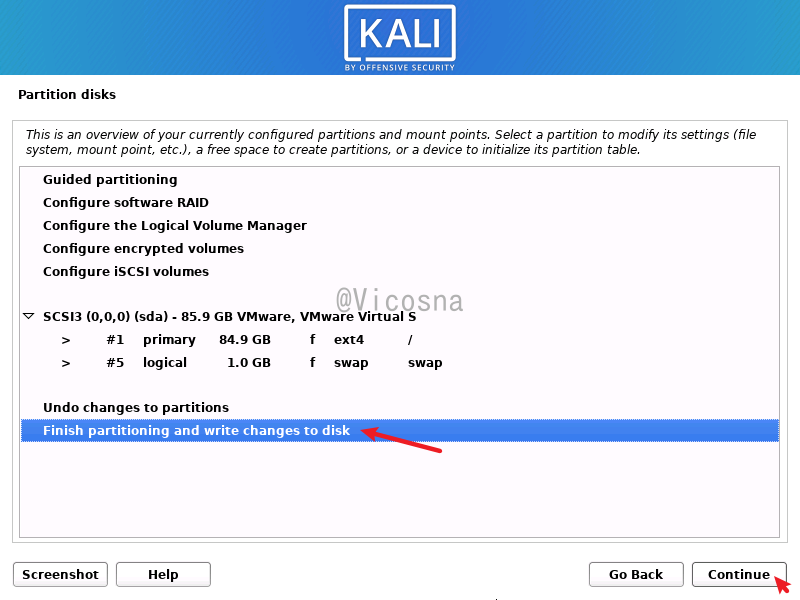 KALI
BY OFFENSIVE SECURITY
Partition disks
This is an overview of your currently configured partitions and mount points. Select a partition to modify its settings (file
system, mount point, etc.), a free space to create partitions, or a device to initialize its partition table.
Guided partitioning
Configure software RAID
Configure the Logical Volume Manager
Configure encrypted volumes
Configure iSCSI volumes
@Vicosna
SCSI3 (0,0,0) (sda) - 85.9 GB VMware, VMware Virtual S
> #1 primary 84.9 GB f ext4 /
> #5 logical 1.0 GB f swap swap
Undo changes to partitions
Finish partitioning and write changes to disk
Screenshot Help Go Back Continue